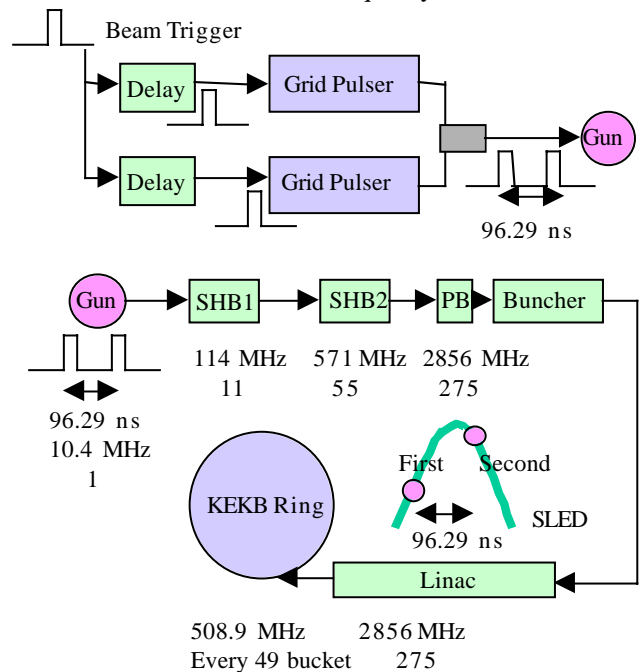 Beam Trigger
Delay
Grid Pulser
Gun
Delay
Grid Pulser
96.29 ns
Gun
SHB1
SHB2
PB
Buncher
114 MHz
571 MHz
2856 MHz
11
55
275
96.29 ns
10.4 MHz
1
First
Second
KEKB Ring
SLED
96.29 ns
Linac
508.9 MHz
2856 MHz
Every 49 bucket
275